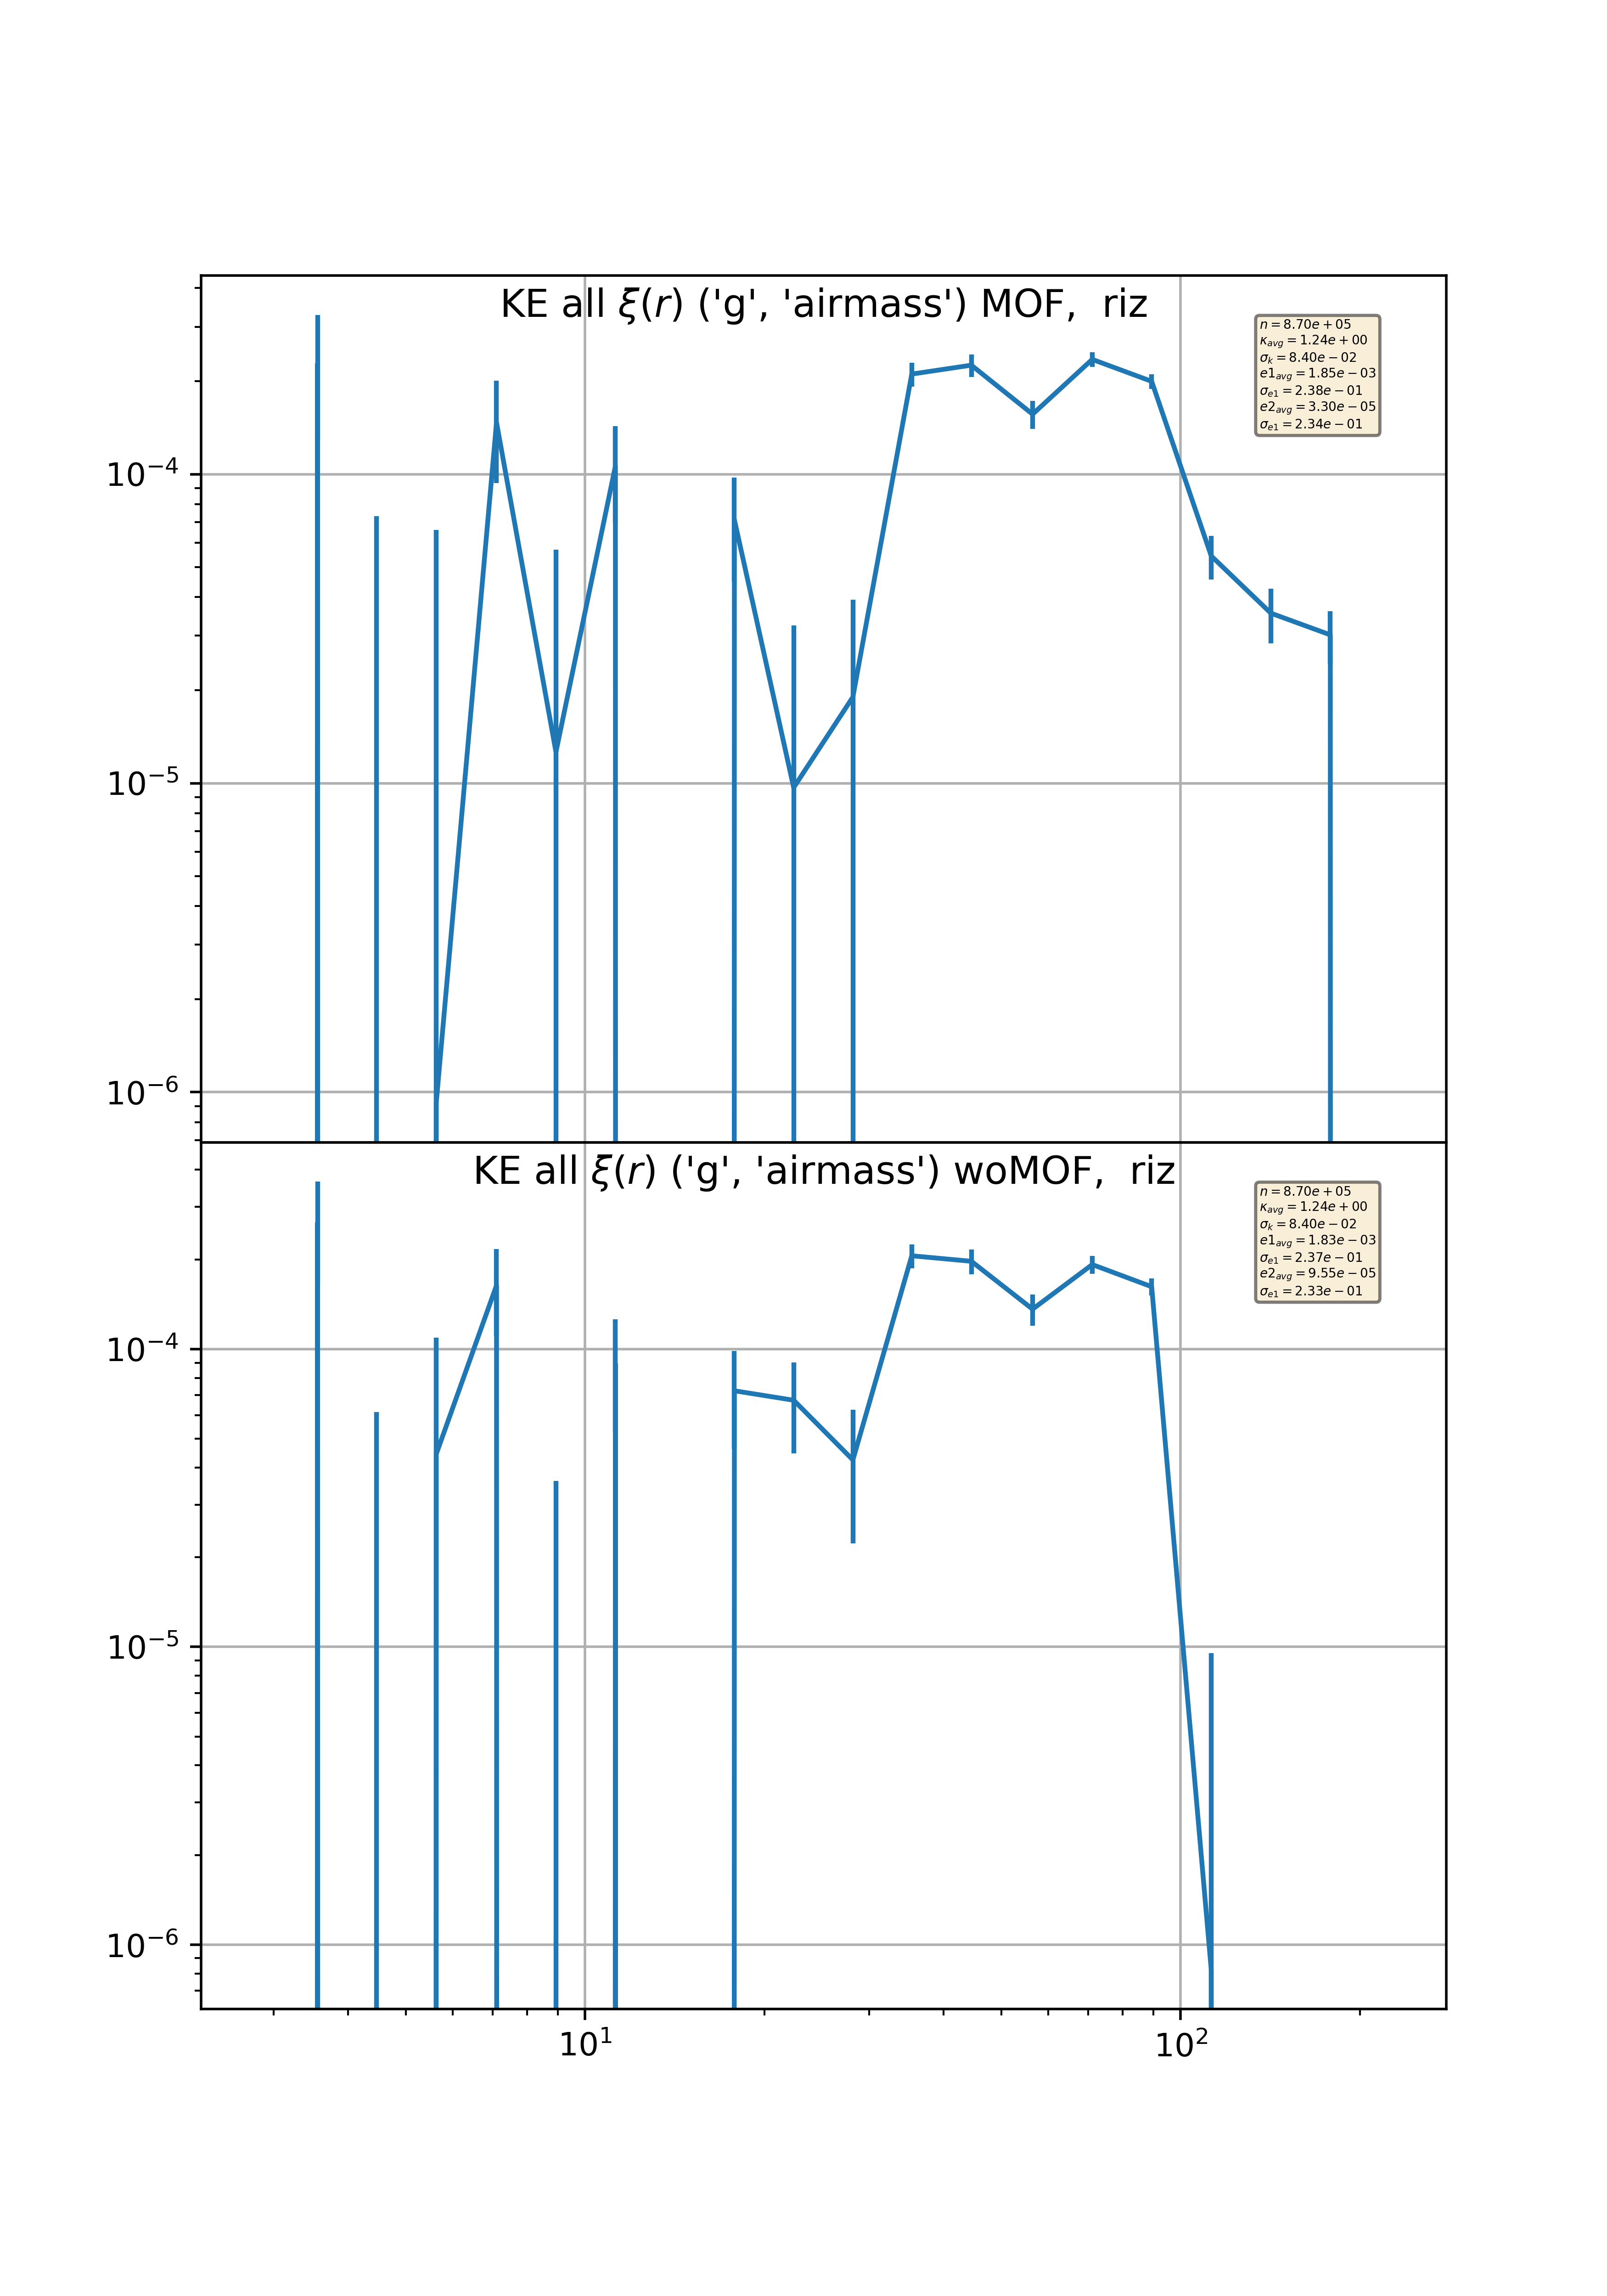 KE all ξ(r) ('g', 'airmass') MOF, riz
n = 8.70e + 05
κavg = 1.24e + 00
σk = 8.40e − 02
e1avg = 1.85e − 03
σe1 = 2.38e − 01
e2avg = 3.30e − 05
σe1 = 2.34e − 01
10−4
10−5
10−6
KE all ξ(r) ('g', 'airmass') woMOF, riz
n = 8.70e + 05
κavg = 1.24e + 00
σk = 8.40e − 02
e1avg = 1.83e − 03
σe1 = 2.37e − 01
e2avg = 9.55e − 05
σe1 = 2.33e − 01
10−4
10−5
10−6
101 102